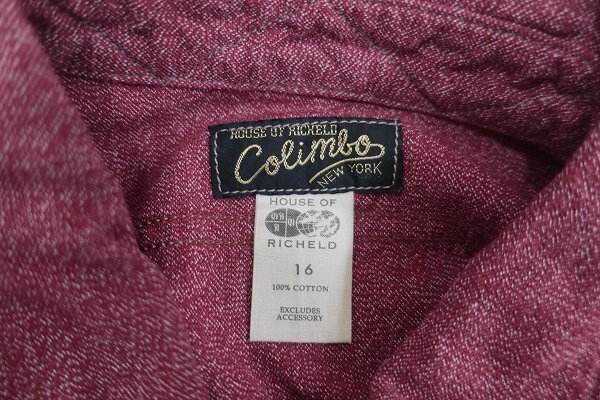 HOUSE OF RICHELD
Colimbo
NEW YORK
HOUSE OF
RICHELD
16
100% COTTON
EXCLUDES
ACCESSORY